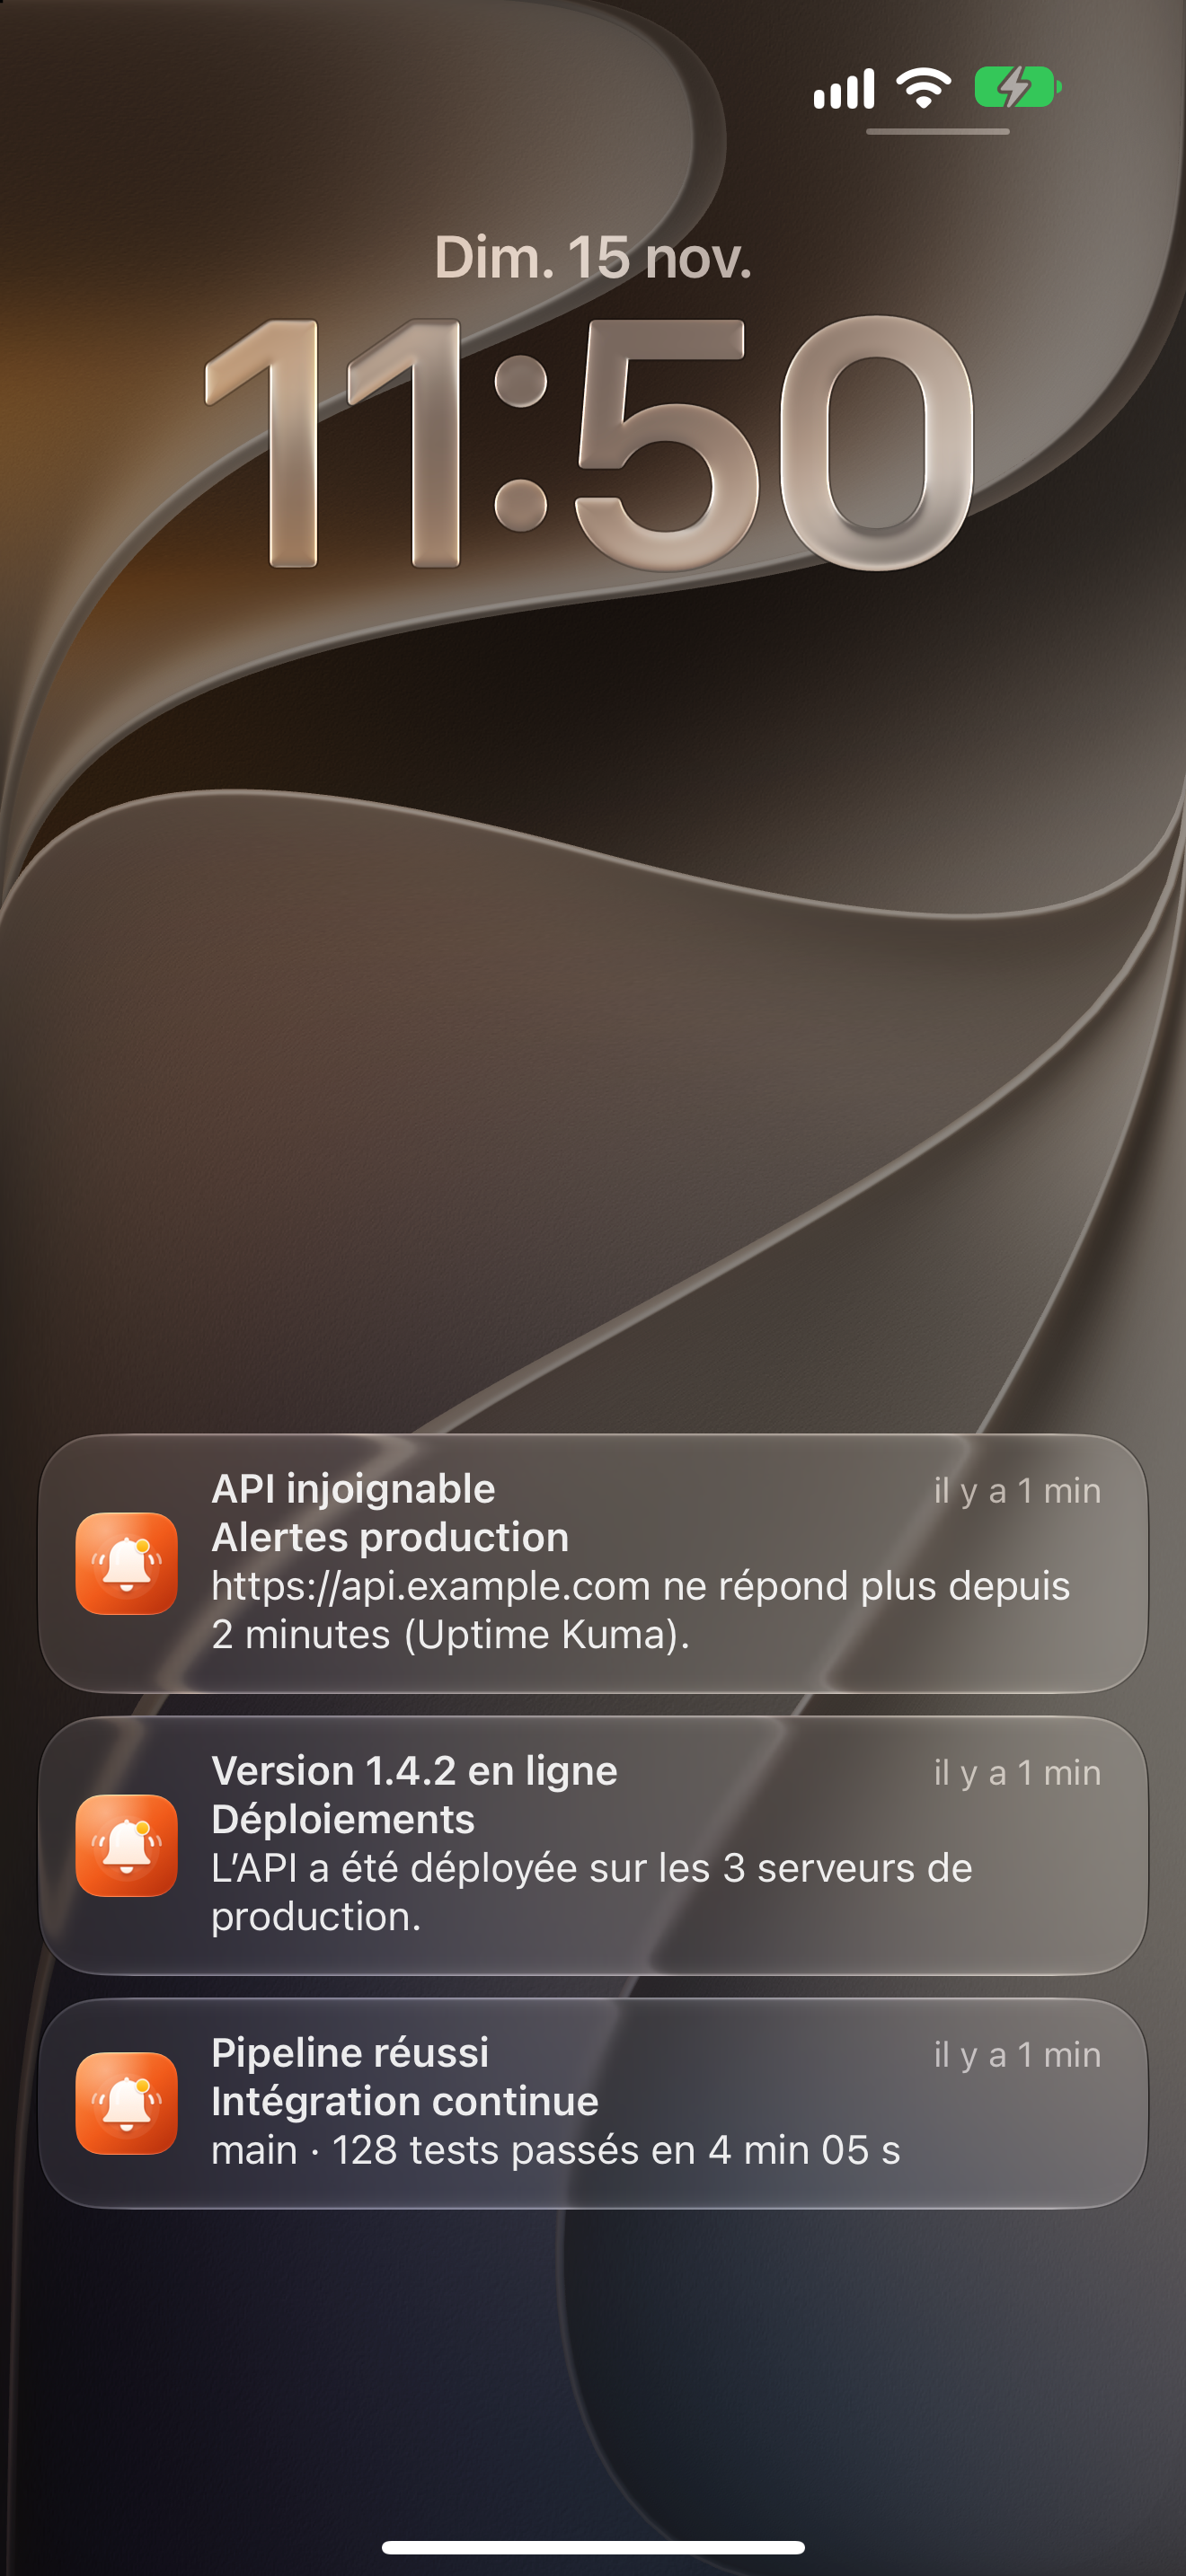 Dim. 15 nov.
11:50
API injoignable
il y a 1 min
Alertes production
https://api.example.com ne répond plus depuis
2 minutes (Uptime Kuma).
Version 1.4.2 en ligne
il y a 1 min
Déploiements
L’API a été déployée sur les 3 serveurs de
production.
Pipeline réussi
il y a 1 min
Intégration continue
main · 128 tests passés en 4 min 05 s